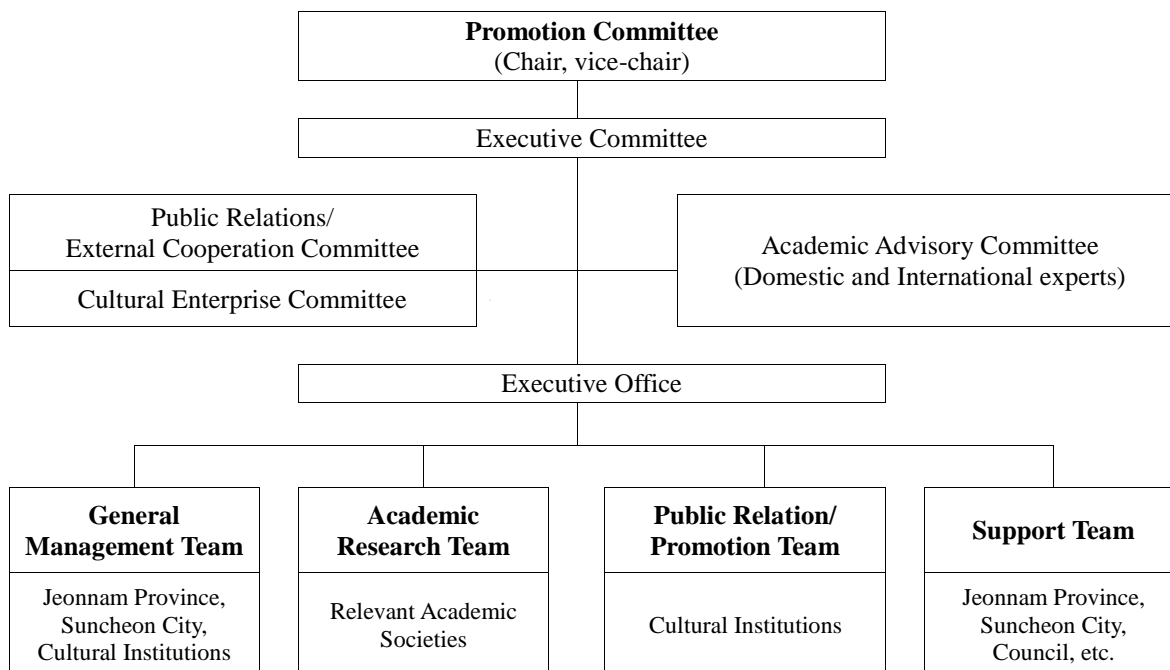 Promotion Committee
(Chair, vice-chair)
Executive Committee
Public Relations/
External Cooperation Committee
Cultural Enterprise Committee
Academic Advisory Committee
(Domestic and International experts)
Executive Office
General
Management Team
Jeonnam Province,
Suncheon City,
Cultural Institutions
Academic
Research Team
Relevant Academic
Societies
Public Relation/
Promotion Team
Cultural Institutions
Support Team
Jeonnam Province,
Suncheon City,
Council, etc.